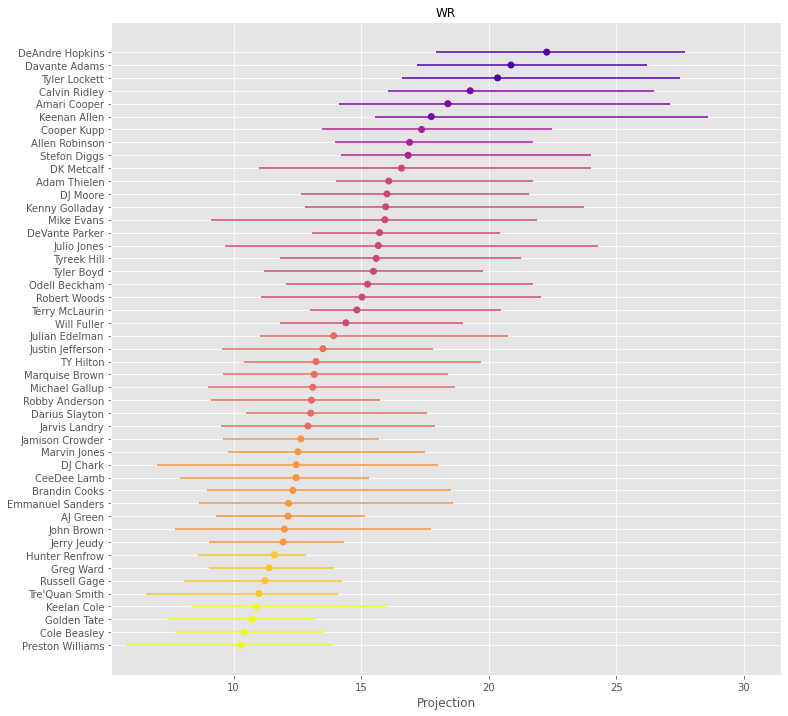 WR
DeAndre Hopkins
Davante Adams
Tyler Lockett
Calvin Ridley
Amari Cooper
Keenan Allen
Cooper Kupp
Allen Robinson
Stefon Diggs
DK Metcalf
Adam Thielen
DJ Moore
Kenny Golladay
Mike Evans
DeVante Parker
Julio Jones
Tyreek Hill
Tyler Boyd
Odell Beckham
Robert Woods
Terry McLaurin
Will Fuller
Julian Edelman
Justin Jefferson
TY Hilton
Marquise Brown
Michael Gallup
Robby Anderson
Darius Slayton
Jarvis Landry
Jamison Crowder
Marvin Jones
DJ Chark
CeeDee Lamb
Brandin Cooks
Emmanuel Sanders
AJ Green
John Brown
Jerry Jeudy
Hunter Renfrow
Greg Ward
Russell Gage
Tre'Quan Smith
Keelan Cole
Golden Tate
Cole Beasley
Preston Williams
10 15 20 25 30
Projection